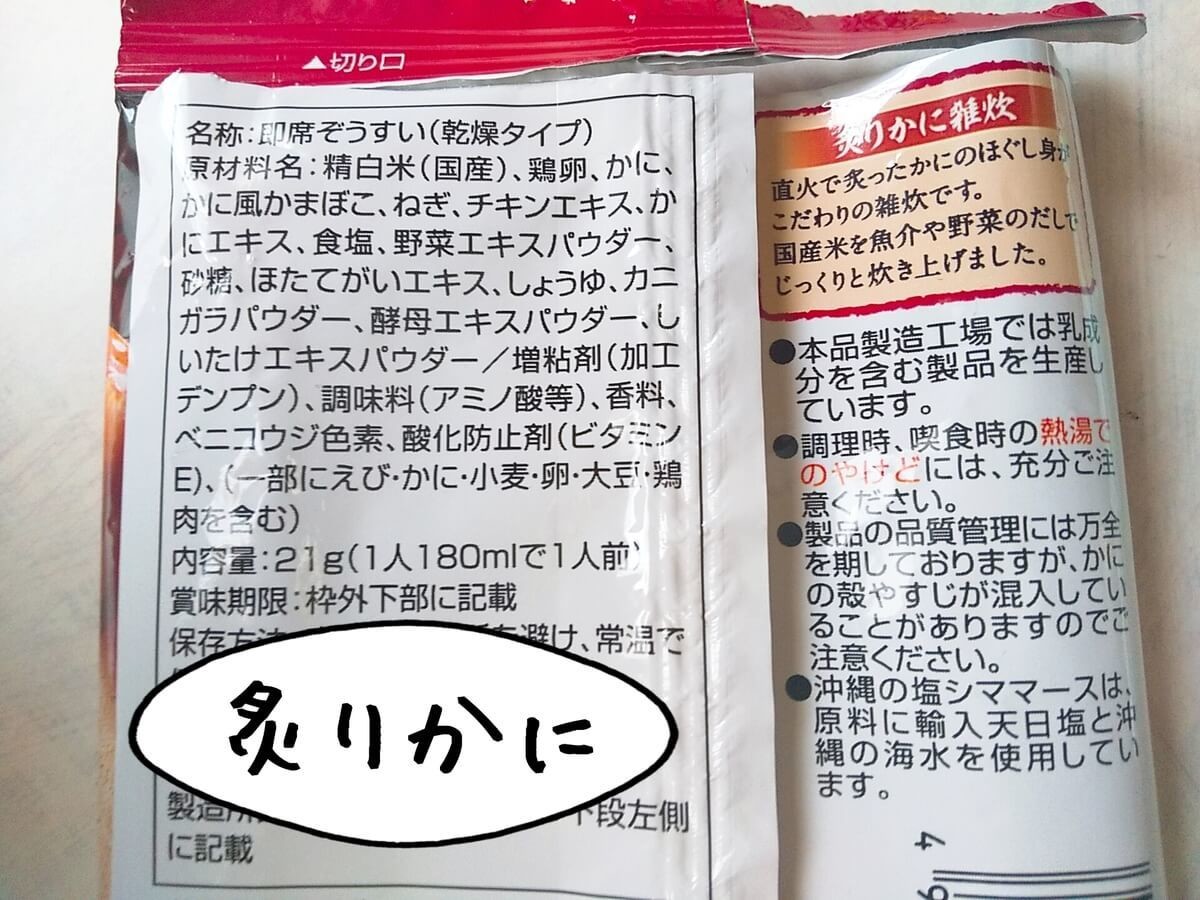 ▲切り口
名称:即席ぞうすい(乾燥タイプ)
原材料名:精白米(国産)、鶏卵、かに、
かに風かまぼこ、ねぎ、チキンエキス、か
にエキス、食塩、野菜エキスパウダー、
砂糖、ほたてがいエキス、しょうゆ、カニ
ガラパウダー、酵母エキスパウダー、し
いたけエキスパウダー/増粘剤(加工
デンプン)、調味料(アミノ酸等)、香料、
ベニコウジ色素、酸化防止剤(ビタミン
E)、(一部にえび・かに・小麦・卵・大豆・鶏
肉を含む)
内容量:21g(1人180mlで1人前)
賞味期限:枠外下部に記載
保存方法 を避け、常温で
炙りかに
製造所 下段左側
に記載
炙りかに雑炊
直火で炙ったかにのほぐし身が
こだわりの雑炊です。
国産米を魚介や野菜のだしで
じっくりと炊き上げました。
●本品製造工場では乳成
分を含む製品を生産し
ています。
●調理時、喫食時の熱湯で
のやけどには、充分ご注
意ください。
●製品の品質管理には万全
を期しておりますが、かに
の殻やすじが混入してい
ることがありますのでご
注意ください。
●沖縄の塩シママースは、
原料に輸入天日塩と沖
縄の海水を使用してい
ます。
4 9